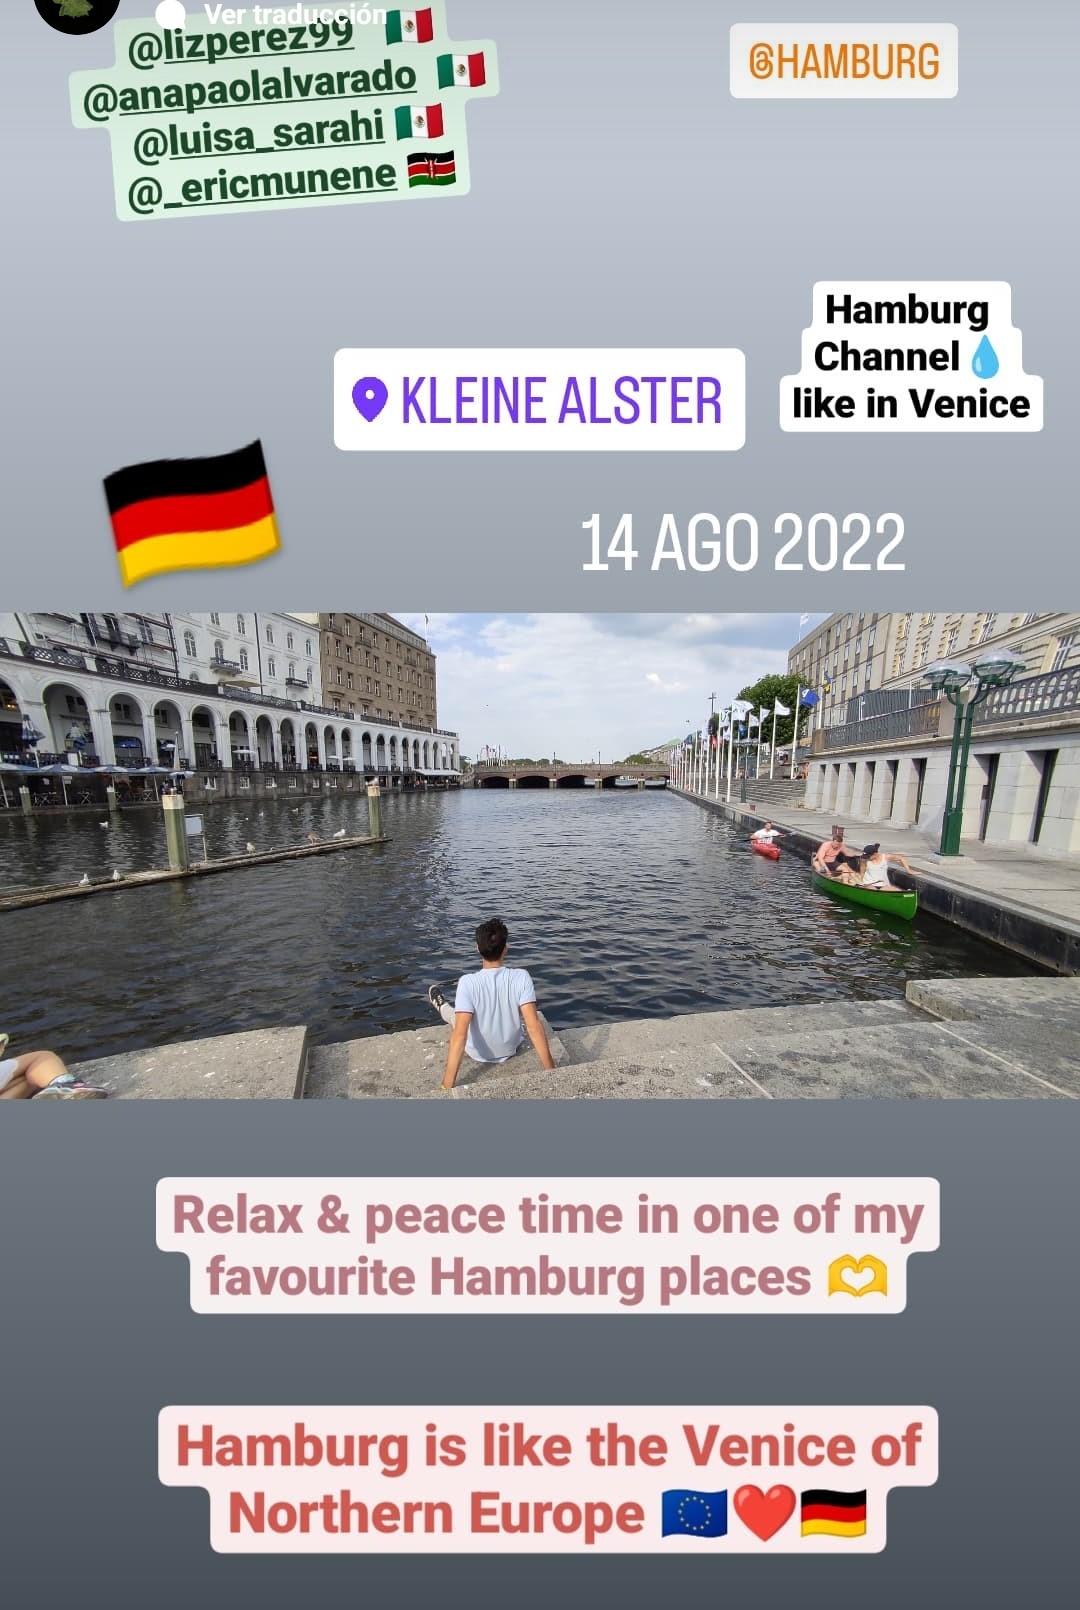 Ver traducción
@lizperez99 🇲🇽
@anapaolalvarado 🇲🇽
@luisa_sarahi 🇲🇽
@_ericmunene 🇰🇪
@HAMBURG
Hamburg
Channel💧
like in Venice
KLEINE ALSTER
14 AGO 2022
Relax & peace time in one of my
favourite Hamburg places 🫶
Hamburg is like the Venice of
Northern Europe 🇪🇺❤️🇩🇪